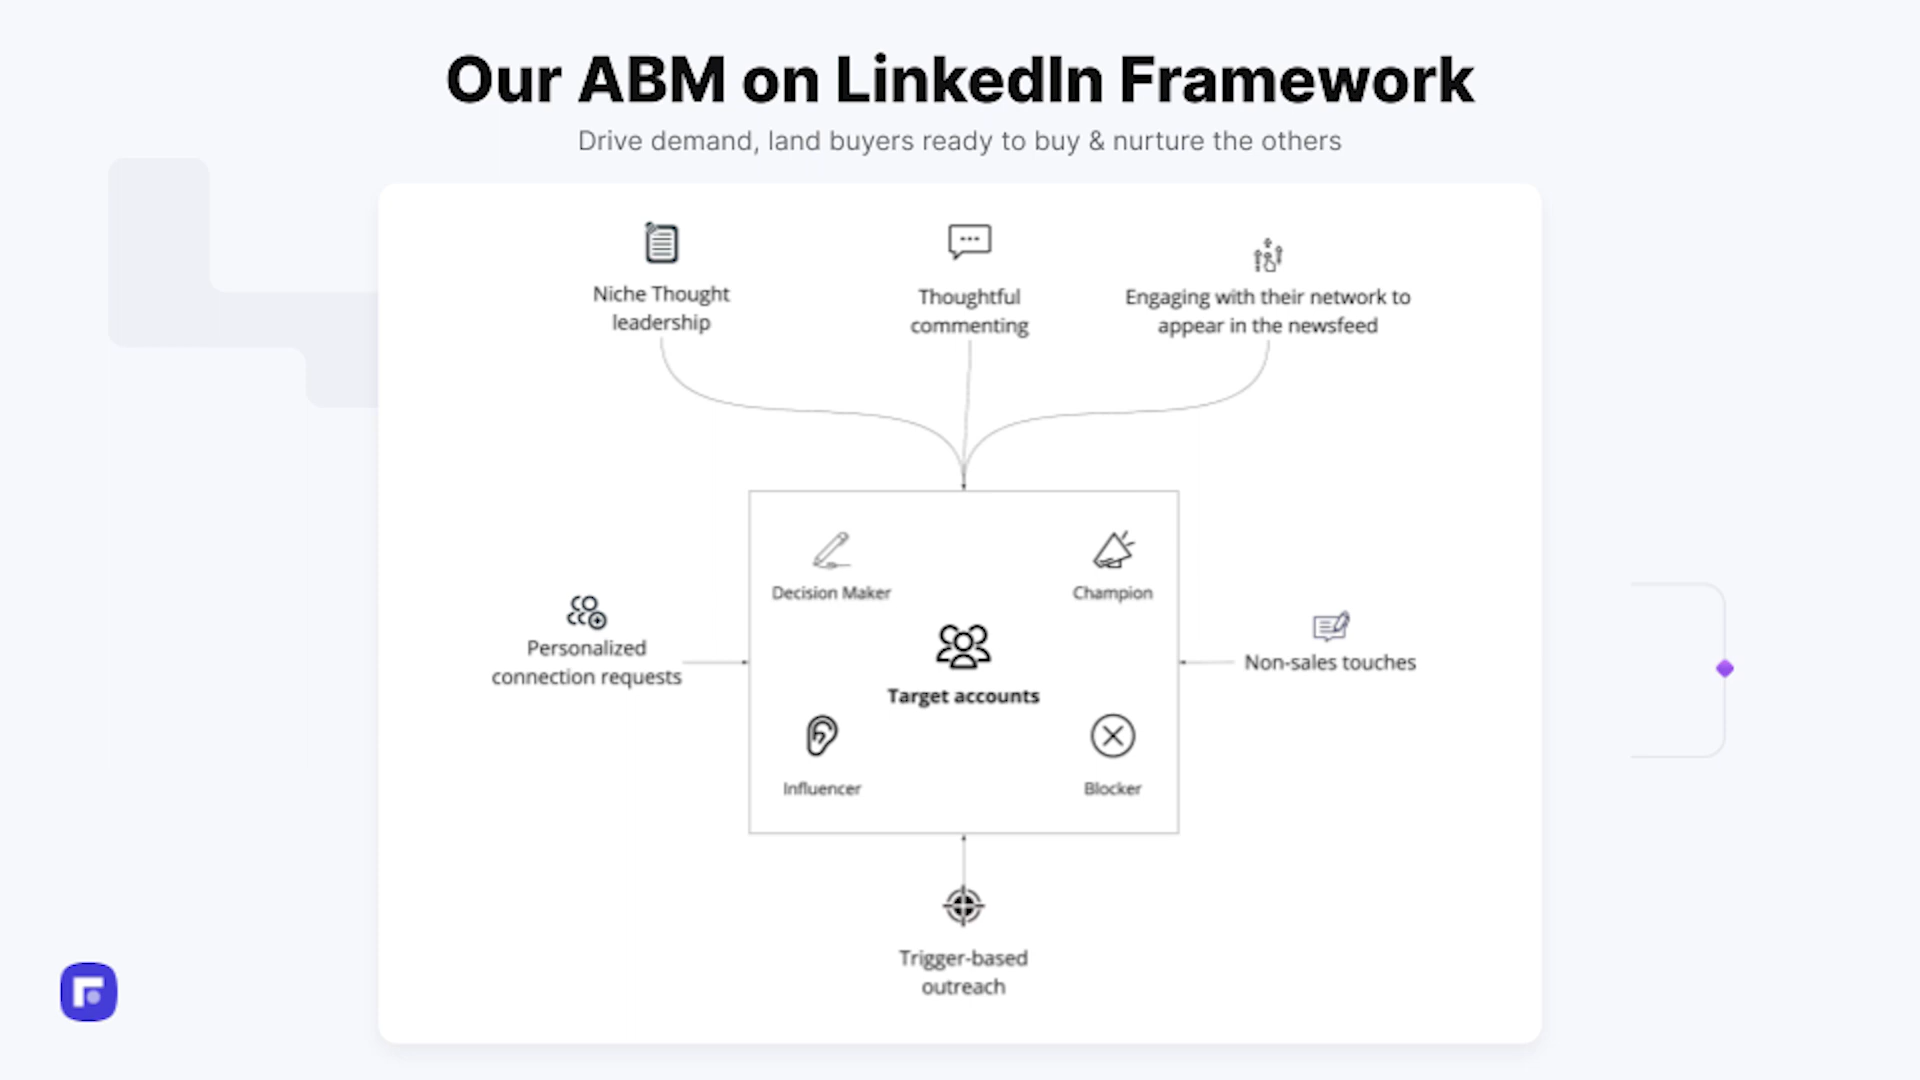 Our ABM on LinkedIn Framework
Drive demand, land buyers ready to buy & nurture the others
Niche Thought
leadership
Thoughtful
commenting
Engaging with their network to
appear in the newsfeed
Decision Maker
Champion
Personalized
connection requests
Target accounts
Non-sales touches
Influencer
Blocker
Trigger-based
outreach